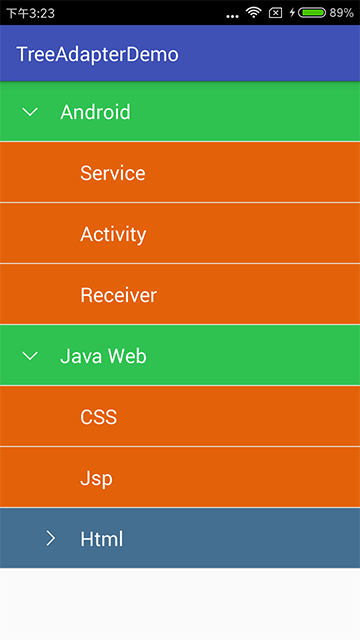 下午3:23
89%
TreeAdapterDemo
Android
Service
Activity
Receiver
Java Web
CSS
Jsp
Html